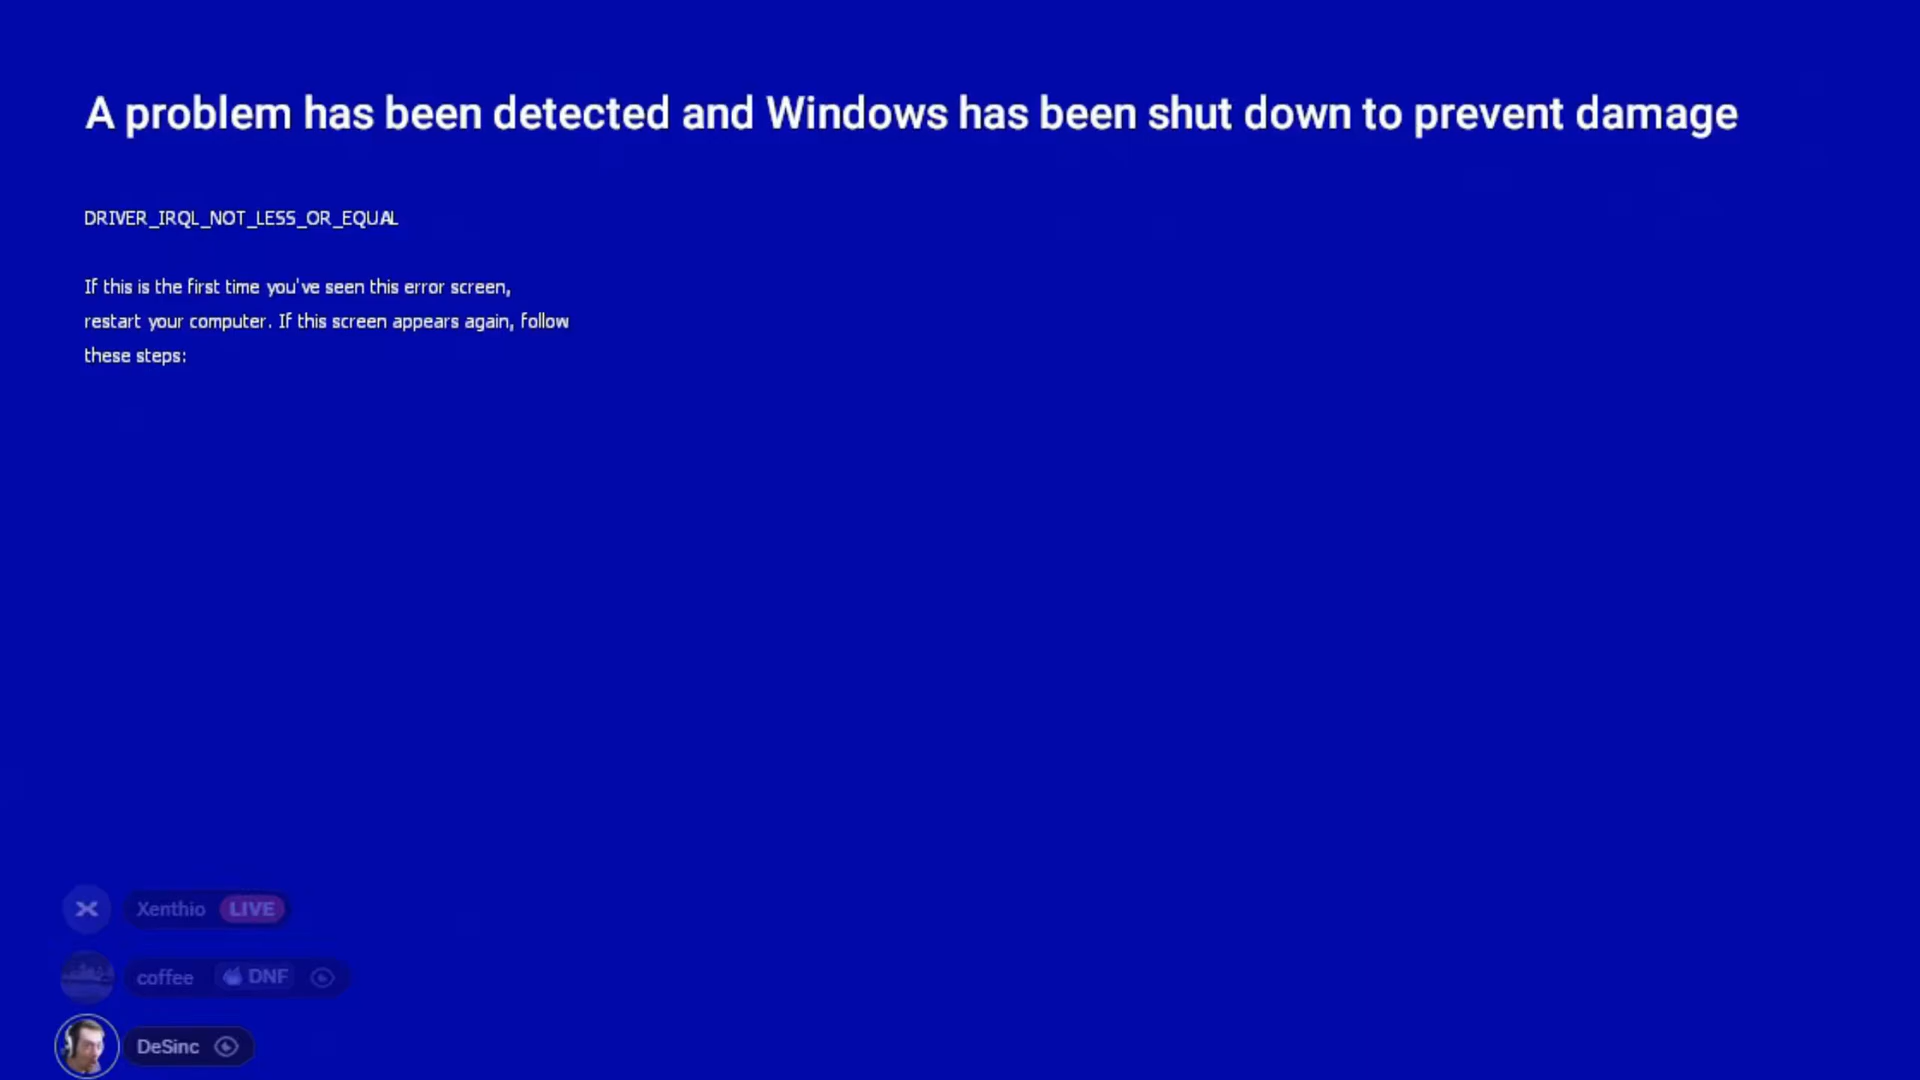 A problem has been detected and Windows has been shut down to prevent damage
DRIVER_IRQL_NOT_LESS_OR_EQUAL
If this is the first time you've seen this error screen,
restart your computer. If this screen appears again, follow
these steps:
Xenthio LIVE
coffee DNF
DeSinc